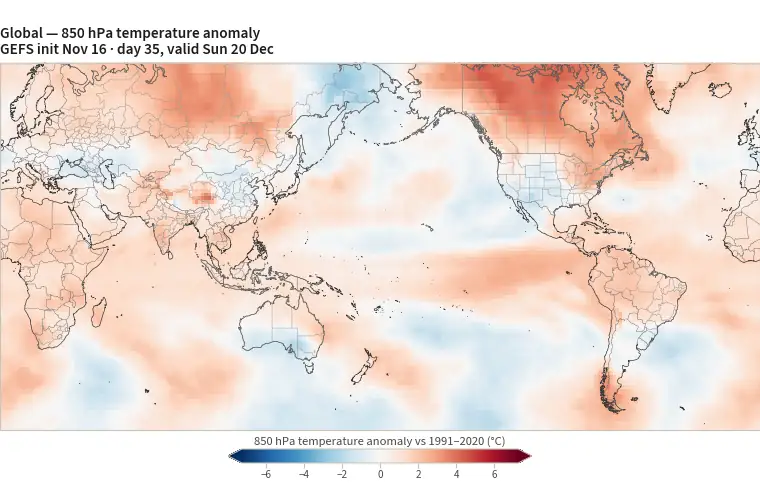 Global — 850 hPa temperature anomaly
GEFS init Nov 16 · day 35, valid Sun 20 Dec
850 hPa temperature anomaly vs 1991–2020 (°C)
−6 −4 −2 0 2 4 6